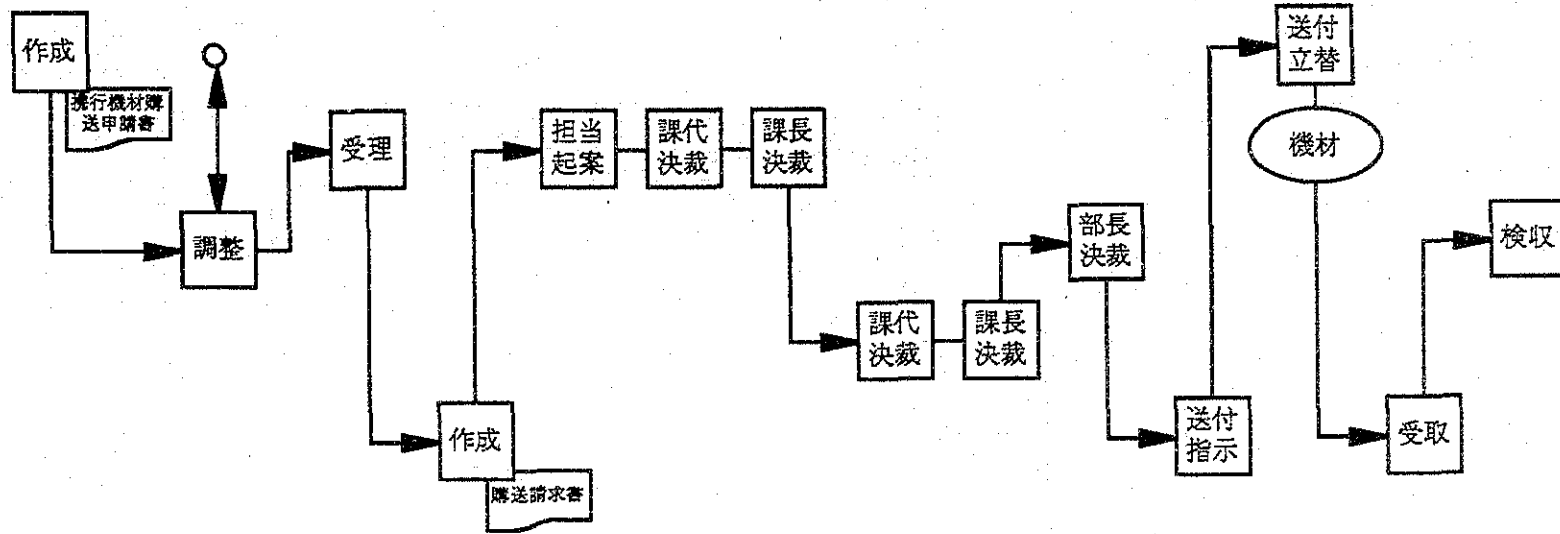 作成
携行機材購
送申請書
調整
受理
作成
購送請求書
担当
起案
課代
決裁
課長
決裁
課代
決裁
課長
決裁
部長
決裁
送付
指示
送付
立替
機材
受取
検収